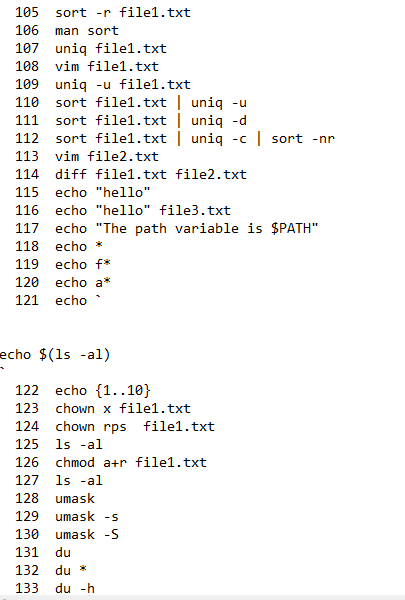 105 sort -r file1.txt
106 man sort
107 uniq file1.txt
108 vim file1.txt
109 uniq -u file1.txt
110 sort file1.txt | uniq -u
111 sort file1.txt | uniq -d
112 sort file1.txt | uniq -c | sort -nr
113 vim file2.txt
114 diff file1.txt file2.txt
115 echo "hello"
116 echo "hello" file3.txt
117 echo "The path variable is $PATH"
118 echo *
119 echo f*
120 echo a*
121 echo `
echo $(ls -al)
`
122 echo {1..10}
123 chown x file1.txt
124 chown rps  file1.txt
125 ls -al
126 chmod a+r file1.txt
127 ls -al
128 umask
129 umask -s
130 umask -S
131 du
132 du *
133 du -h